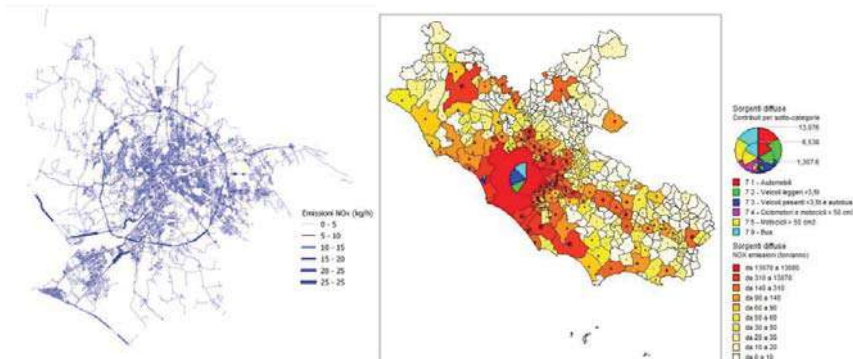 Emissioni NOx (kg/h)
0 - 5
5 - 10
10 - 15
15 - 20
20 - 25
25 - 25
Sorgenti diffuse
Contributi per sotto-categorie
13,076
6,538
1,307.6
7 1 - Automobili
7 2 - Veicoli leggeri <3,5t
7 3 - Veicoli pesanti >3,5t e autobus
7 4 - Ciclomotori e motocicli < 50 cm3
7 5 - Motocicli > 50 cm3
7 9 - Bus
Sorgenti diffuse
NOX emissioni (ton/anno)
da 13070 a 13080
da 310 a 13070
da 140 a 310
da 90 a 140
da 60 a 90
da 50 a 60
da 30 a 50
da 20 a 30
da 10 a 20
da 0 a 10